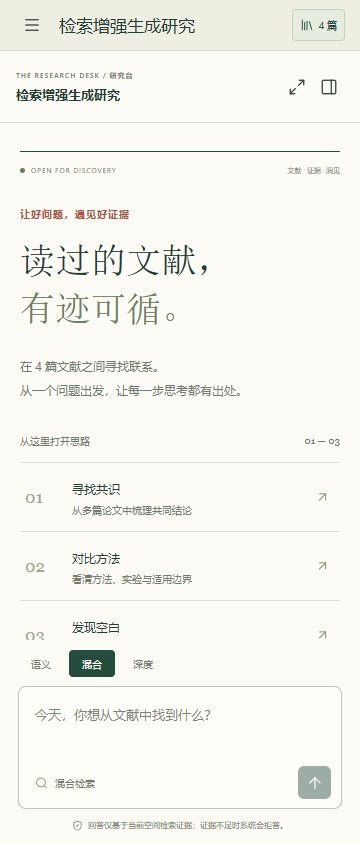 检索增强生成研究
4 篇
THE RESEARCH DESK / 研究台
检索增强生成研究
OPEN FOR DISCOVERY
文献 · 证据 · 洞见
让好问题，遇见好证据
读过的文献，
有迹可循。
在 4 篇文献之间寻找联系。
从一个问题出发，让每一步思考都有出处。
从这里打开思路
01 — 03
01
寻找共识
从多篇论文中梳理共同结论
02
对比方法
看清方法、实验与适用边界
03
发现空白
语义
混合
深度
今天，你想从文献中找到什么？
混合检索
回答仅基于当前空间检索证据；证据不足时系统会拒答。